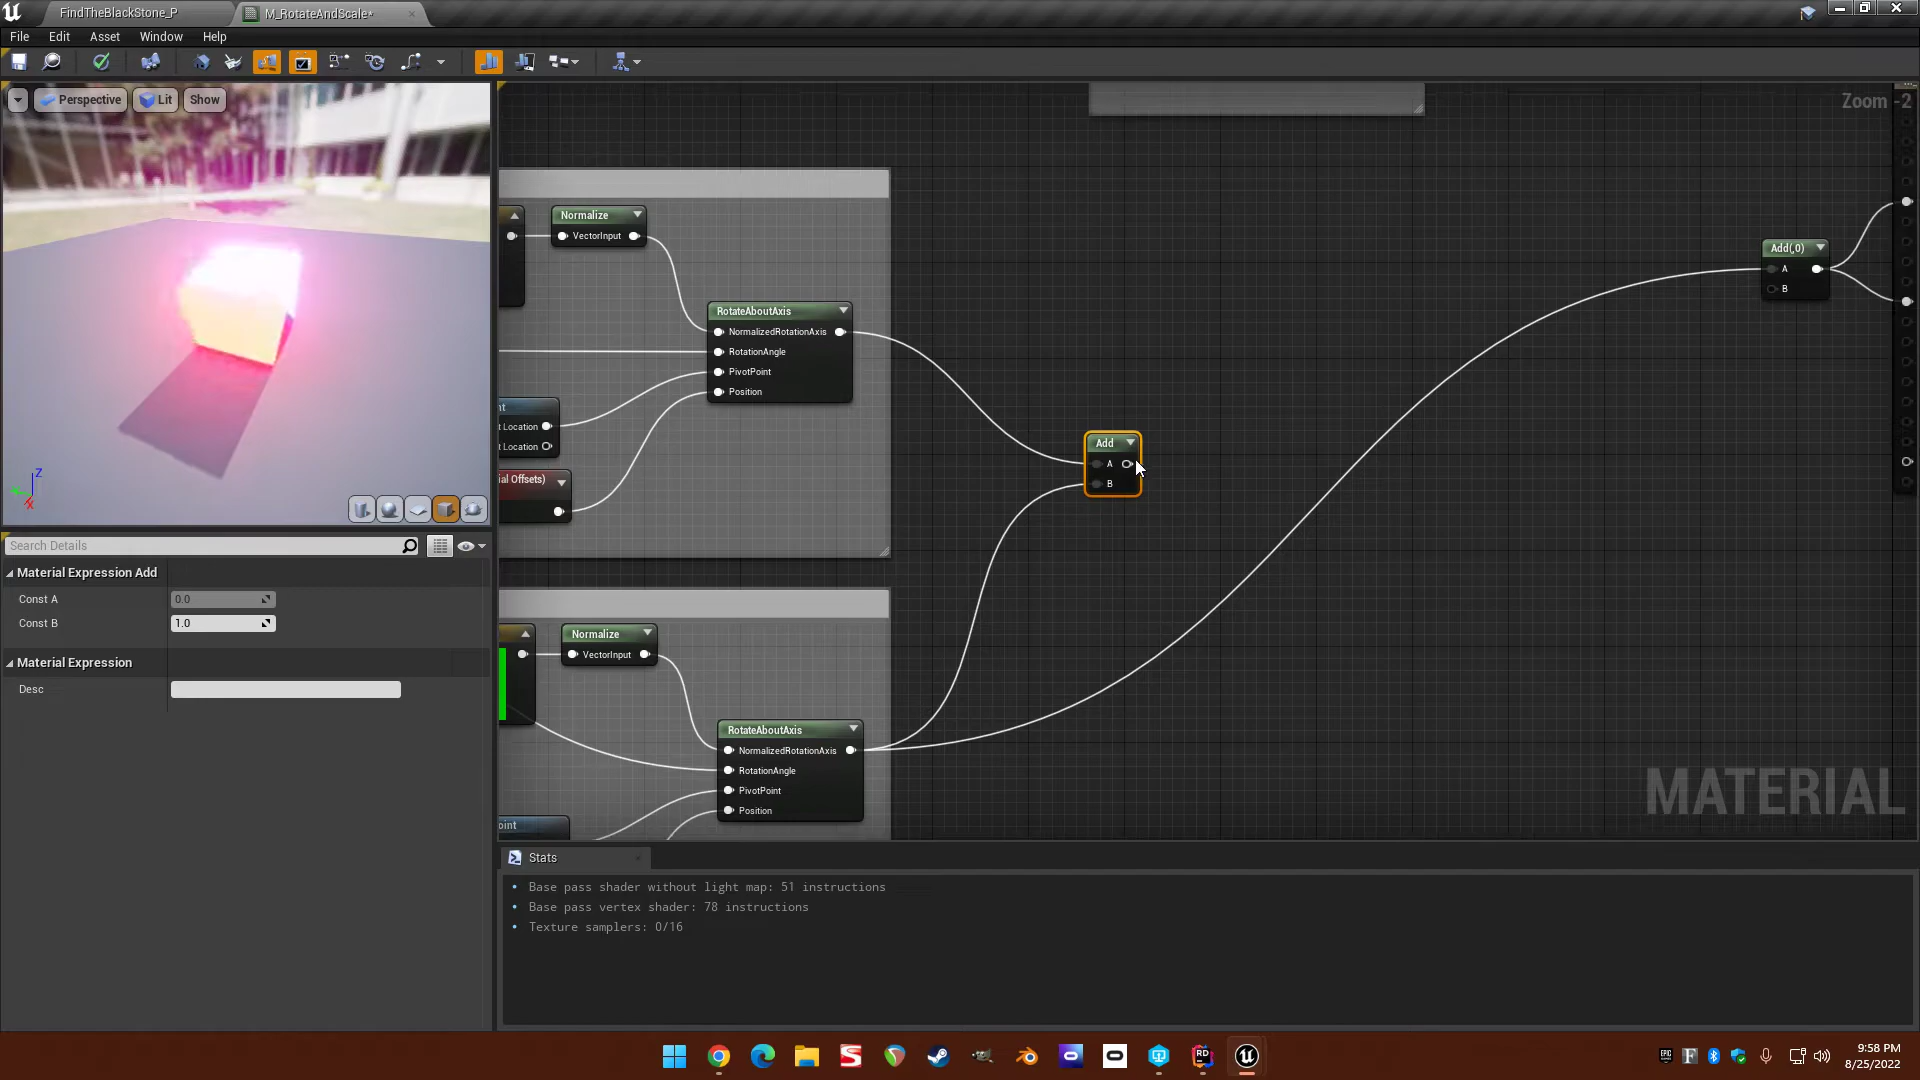 FindTheBlackStone_P
M_RotateAndScale*
File Edit Asset Window Help
Perspective Lit Show
Zoom -2
Normalize
VectorInput
RotateAboutAxis
NormalizedRotationAxis
RotationAngle
PivotPoint
Position
t Location
t Location
ial Offsets)
Add
A
B
Add(,0)
A
B
Z
X
Search Details
Material Expression Add
Const A 0.0
Const B 1.0
Material Expression
Desc
Normalize
VectorInput
RotateAboutAxis
NormalizedRotationAxis
RotationAngle
PivotPoint
Position
oint
MATERIAL
Stats
Base pass shader without light map: 51 instructions
Base pass vertex shader: 78 instructions
Texture samplers: 0/16
9:58 PM
8/25/2022